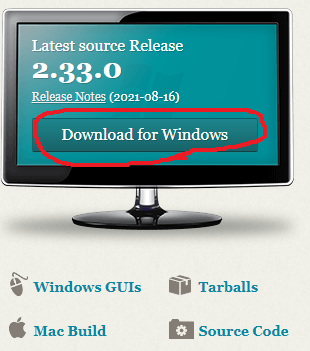 Latest source Release
2.33.0
Release Notes (2021-08-16)
Download for Windows
Windows GUIs
Tarballs
Mac Build
Source Code